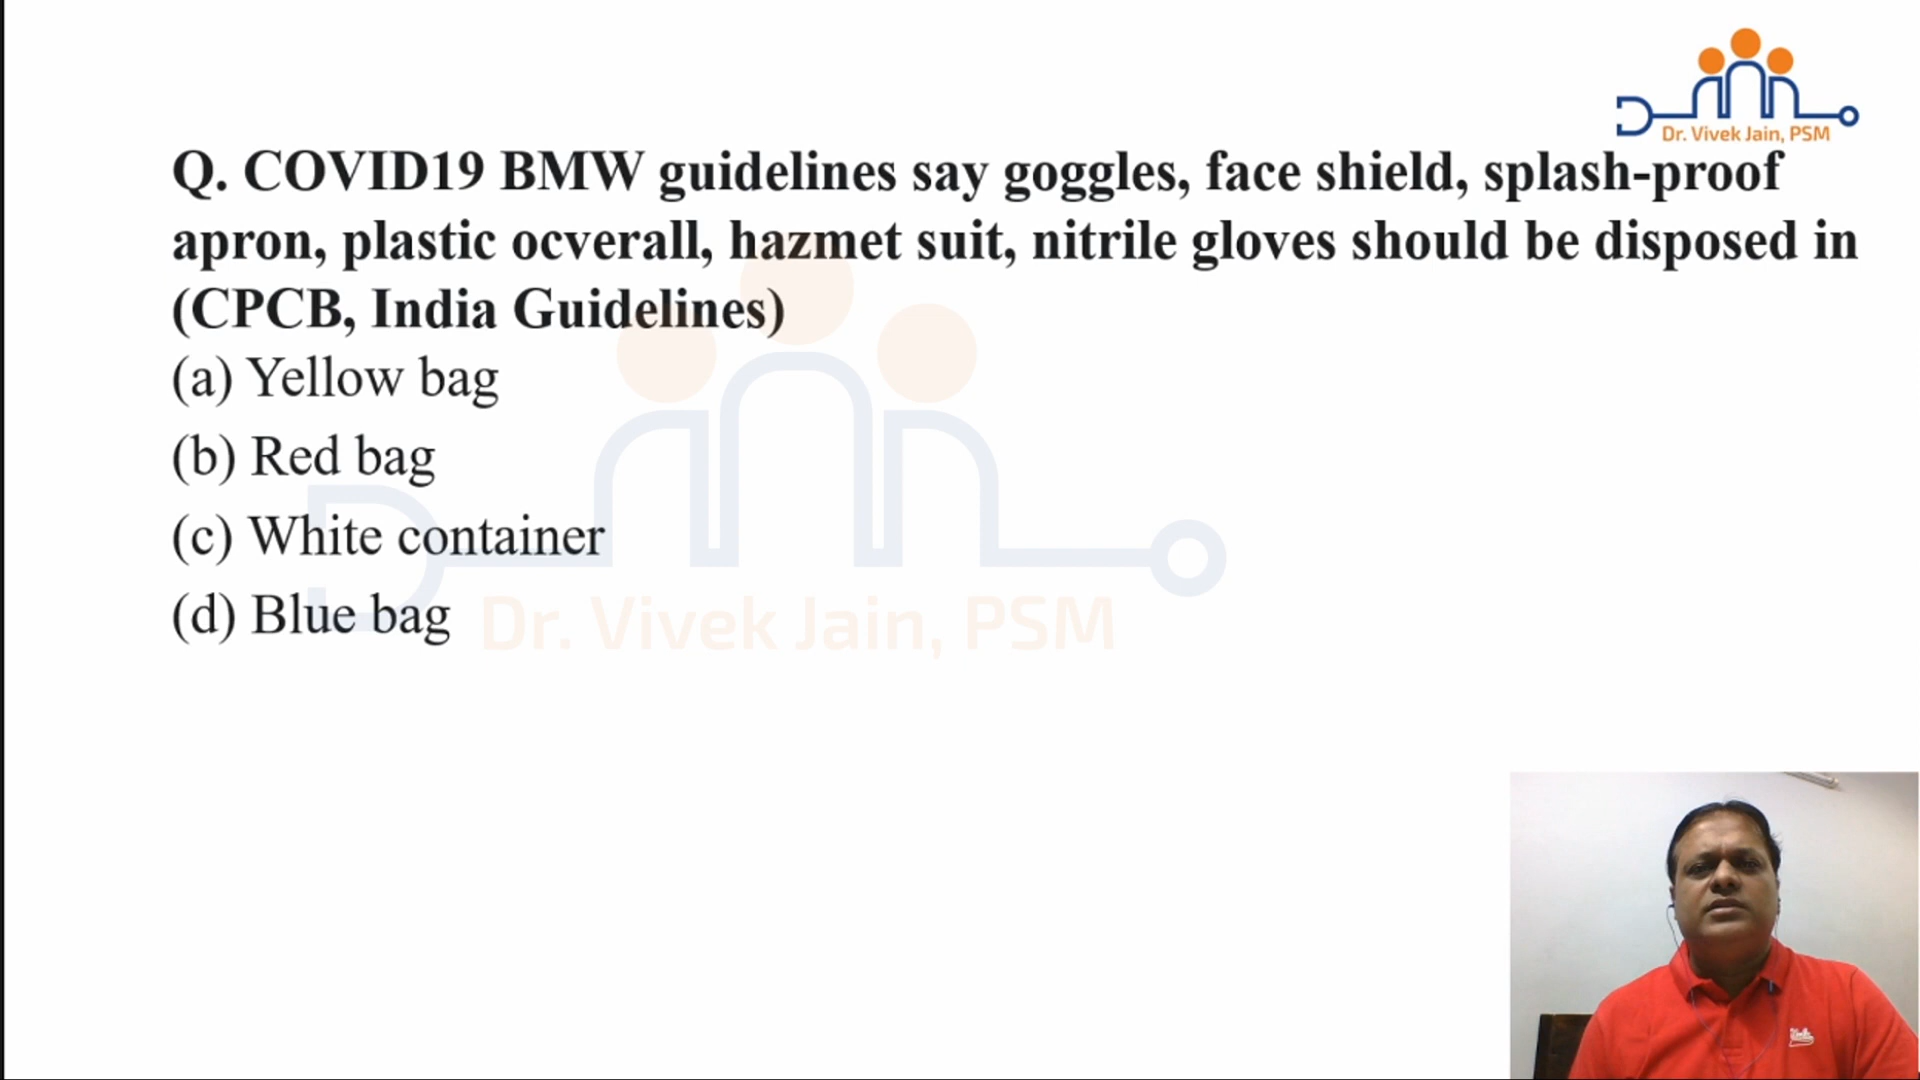 Dr. Vivek Jain, PSM
Q. COVID19 BMW guidelines say goggles, face shield, splash-proof
apron, plastic ocverall, hazmet suit, nitrile gloves should be disposed in
(CPCB, India Guidelines)
(a) Yellow bag
(b) Red bag
(c) White container
(d) Blue bag
Dr. Vivek Jain, PSM